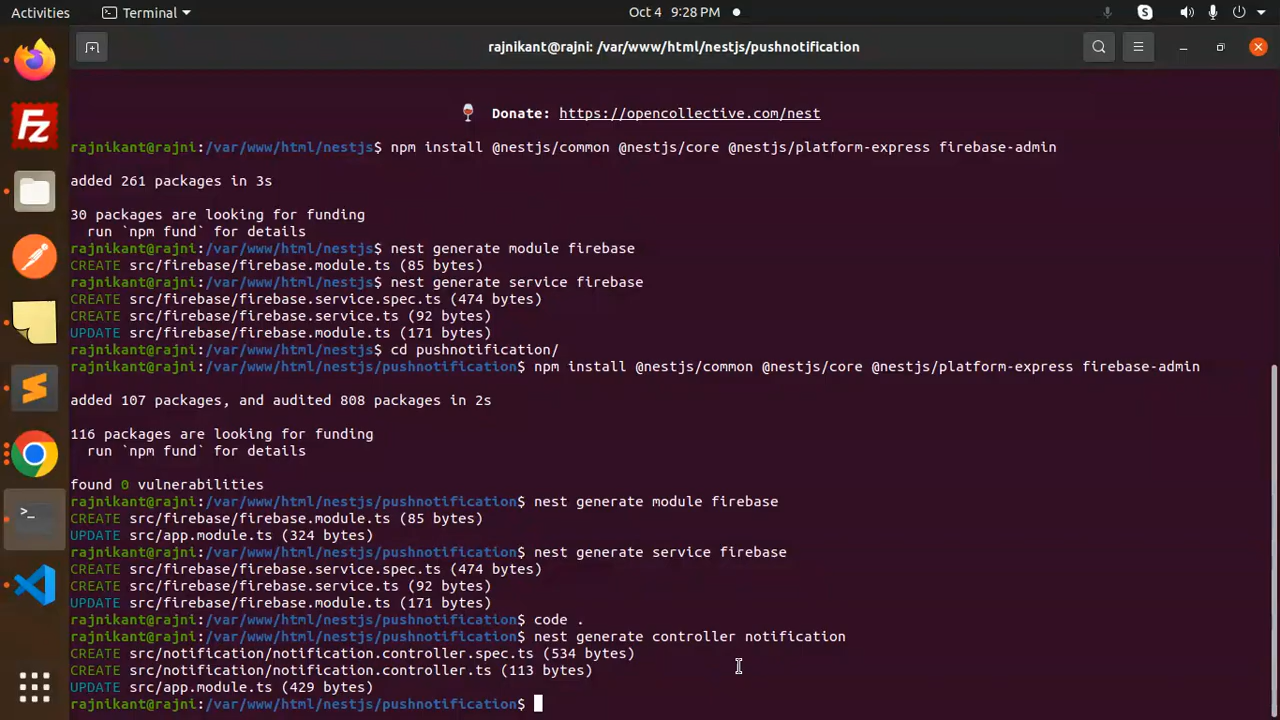 Activities
Terminal
Oct 4 9:28 PM
rajnikant@rajni: /var/www/html/nestjs/pushnotification
Donate: https://opencollective.com/nest
rajnikant@rajni:/var/www/html/nestjs$ npm install @nestjs/common @nestjs/core @nestjs/platform-express firebase-admin
added 261 packages in 3s
30 packages are looking for funding
run `npm fund` for details
rajnikant@rajni:/var/www/html/nestjs$ nest generate module firebase
CREATE src/firebase/firebase.module.ts (85 bytes)
rajnikant@rajni:/var/www/html/nestjs$ nest generate service firebase
CREATE src/firebase/firebase.service.spec.ts (474 bytes)
CREATE src/firebase/firebase.service.ts (92 bytes)
UPDATE src/firebase/firebase.module.ts (171 bytes)
rajnikant@rajni:/var/www/html/nestjs$ cd pushnotification/
rajnikant@rajni:/var/www/html/nestjs/pushnotification$ npm install @nestjs/common @nestjs/core @nestjs/platform-express firebase-admin
added 107 packages, and audited 808 packages in 2s
116 packages are looking for funding
run `npm fund` for details
found 0 vulnerabilities
rajnikant@rajni:/var/www/html/nestjs/pushnotification$ nest generate module firebase
CREATE src/firebase/firebase.module.ts (85 bytes)
UPDATE src/app.module.ts (324 bytes)
rajnikant@rajni:/var/www/html/nestjs/pushnotification$ nest generate service firebase
CREATE src/firebase/firebase.service.spec.ts (474 bytes)
CREATE src/firebase/firebase.service.ts (92 bytes)
UPDATE src/firebase/firebase.module.ts (171 bytes)
rajnikant@rajni:/var/www/html/nestjs/pushnotification$ code .
rajnikant@rajni:/var/www/html/nestjs/pushnotification$ nest generate controller notification
CREATE src/notification/notification.controller.spec.ts (534 bytes)
CREATE src/notification/notification.controller.ts (113 bytes)
UPDATE src/app.module.ts (429 bytes)
rajnikant@rajni:/var/www/html/nestjs/pushnotification$